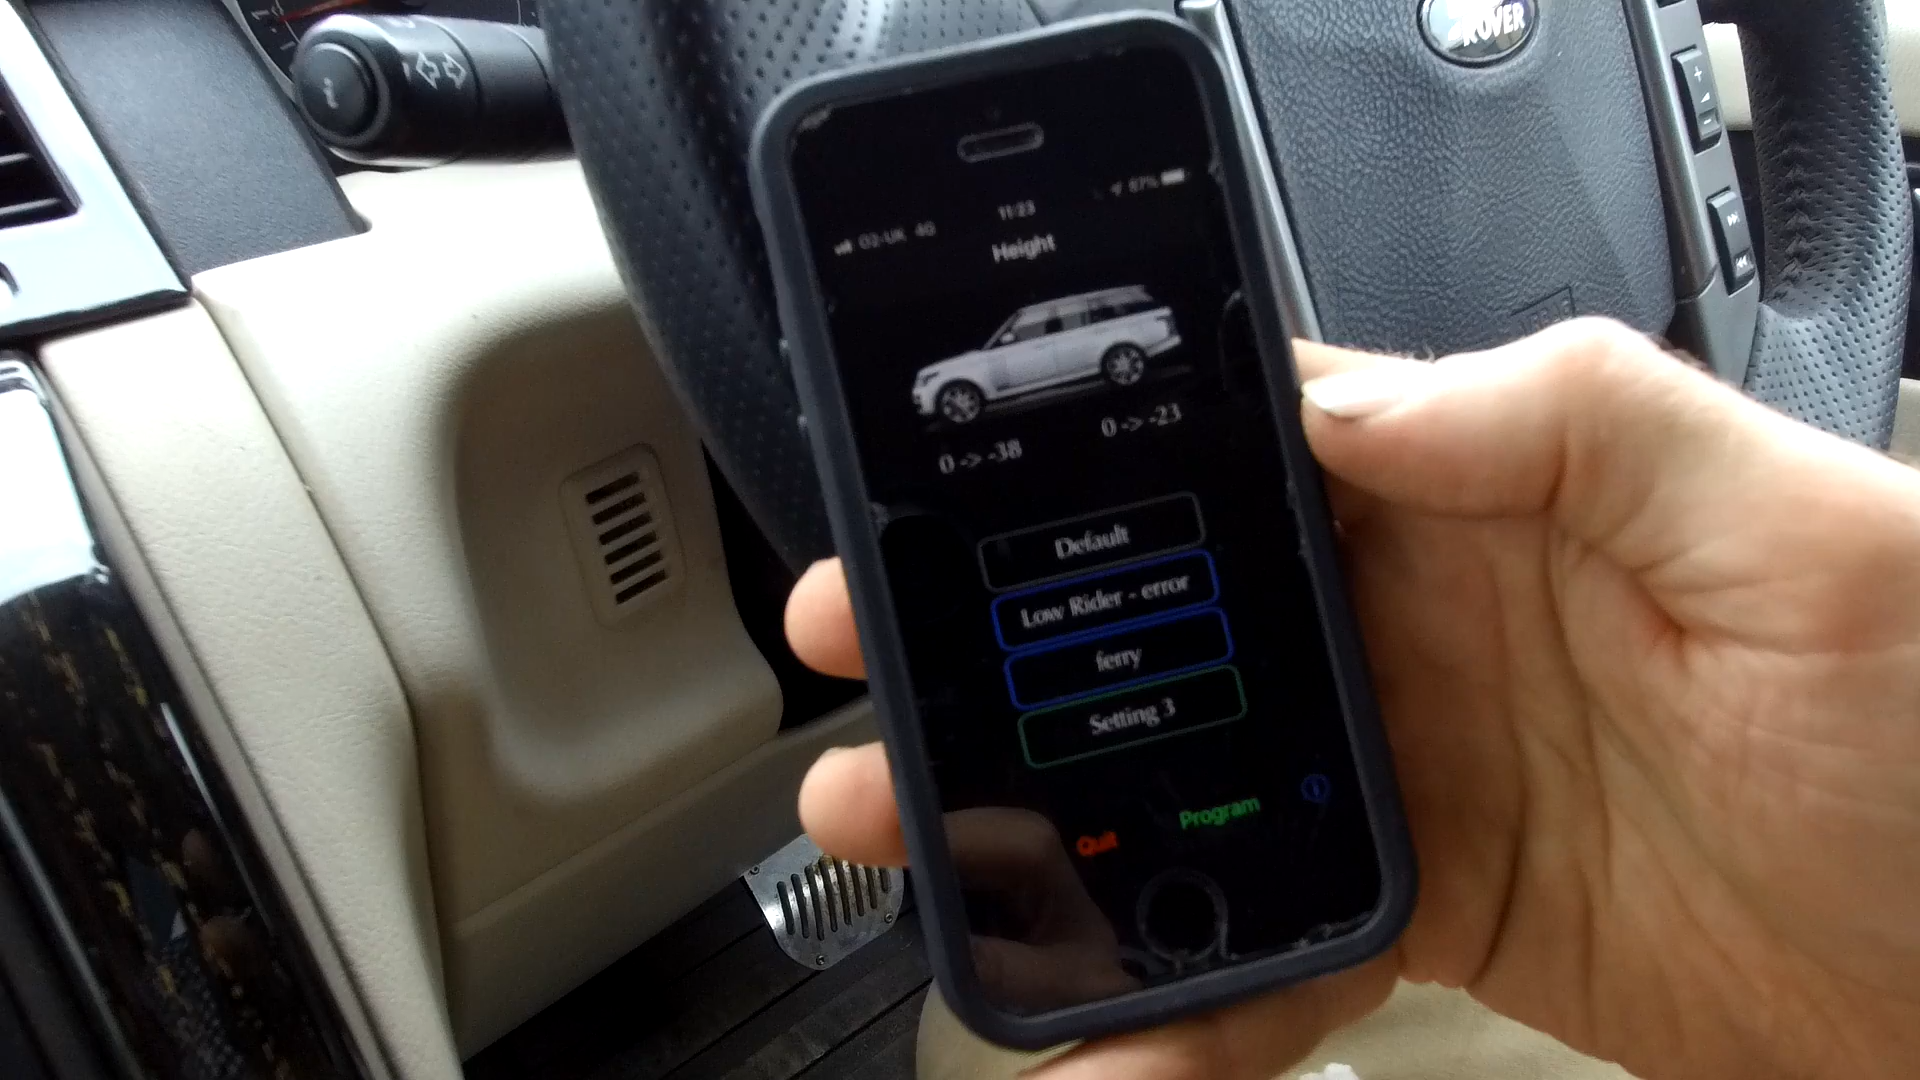 ROVER
11:23
O2-UK 4G
67%
Height
0 -> -38
0 -> -23
Default
Low Rider - error
ferry
Setting 3
Quit
Program